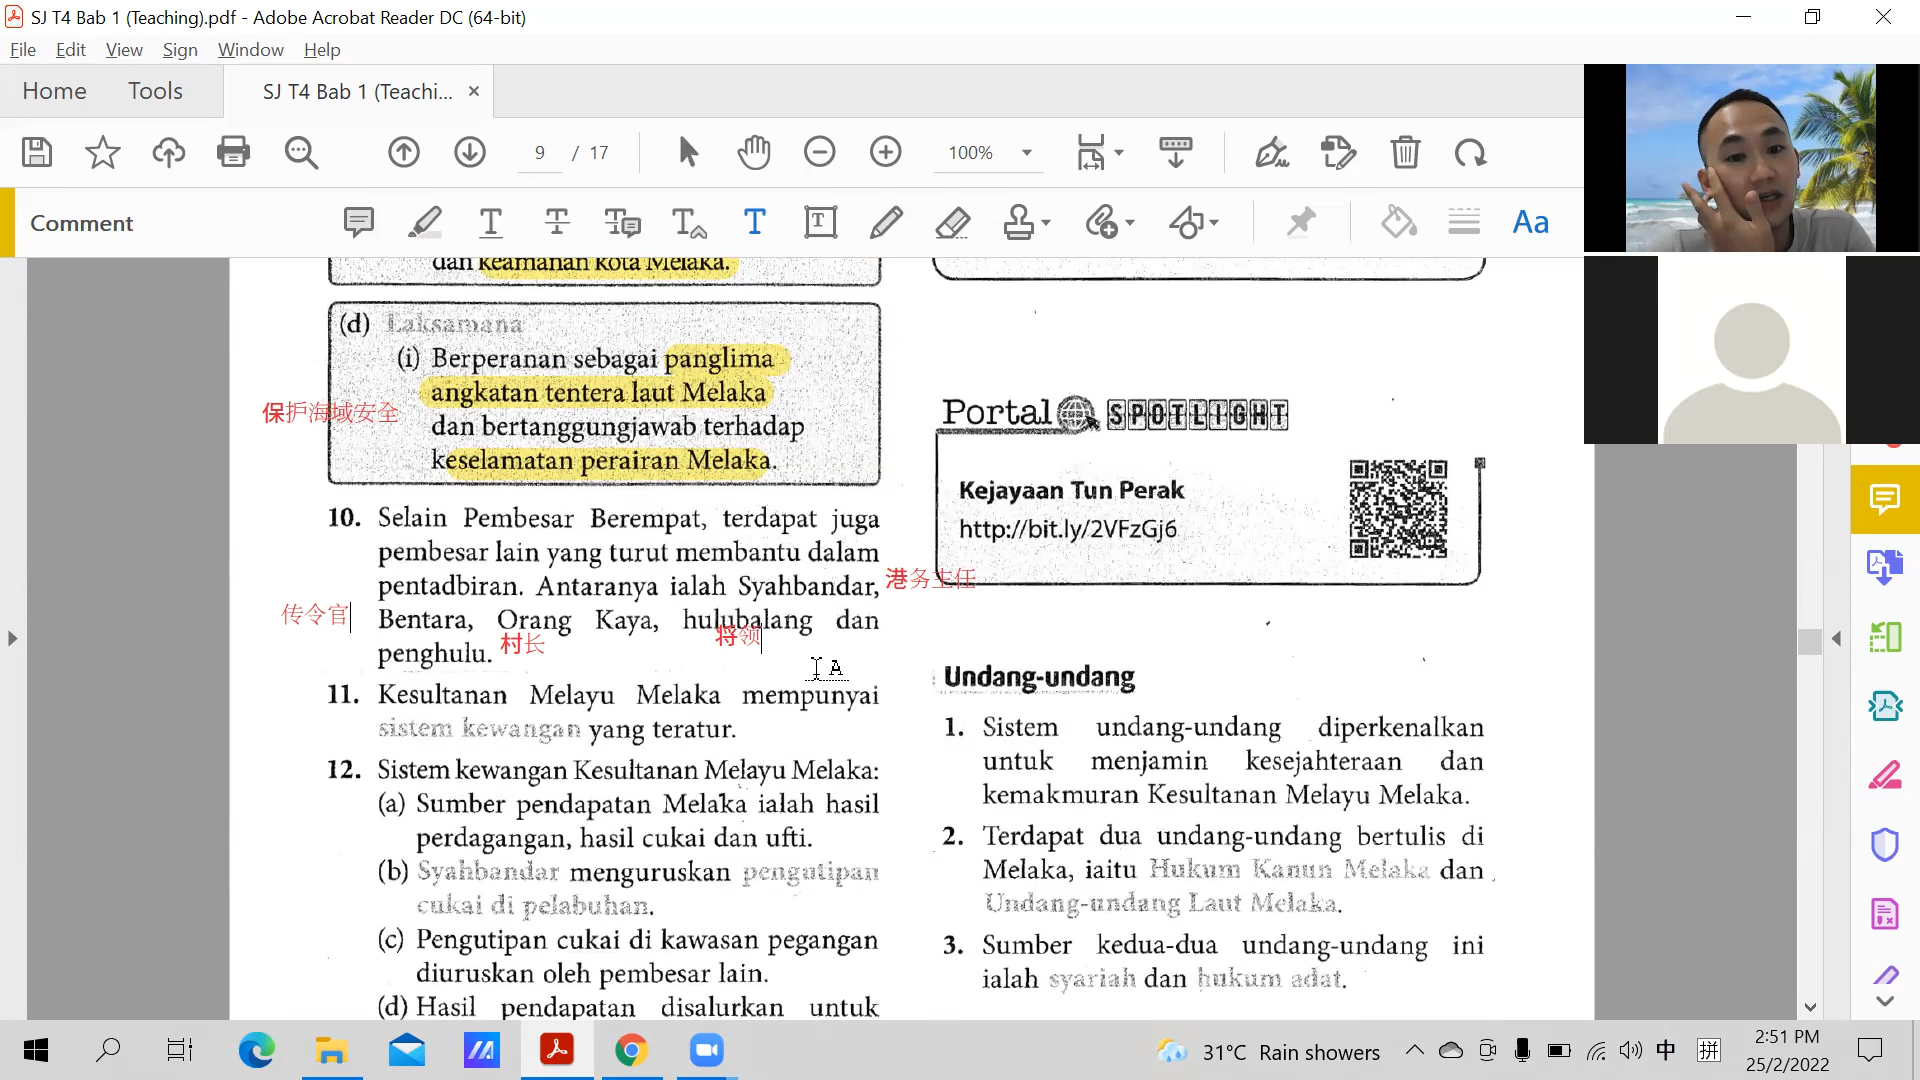 SJ T4 Bab 1 (Teaching).pdf - Adobe Acrobat Reader DC (64-bit)
File Edit View Sign Window Help
Home Tools SJ T4 Bab 1 (Teachi... ×
9 / 17 100%
Comment
Aa
dan keamanan kota Melaka.
(d) Laksamana
(i) Berperanan sebagai panglima
angkatan tentera laut Melaka
保护海域安全
dan bertanggungjawab terhadap
keselamatan perairan Melaka.
10. Selain Pembesar Berempat, terdapat juga
pembesar lain yang turut membantu dalam
pentadbiran. Antaranya ialah Syahbandar,
港务主任
传令官
Bentara, Orang Kaya, hulubalang dan
将领
penghulu.
村长
11. Kesultanan Melayu Melaka mempunyai
sistem kewangan yang teratur.
12. Sistem kewangan Kesultanan Melayu Melaka:
(a) Sumber pendapatan Melaka ialah hasil
perdagangan, hasil cukai dan ufti.
(b) Syahbandar menguruskan pengutipan
cukai di pelabuhan.
(c) Pengutipan cukai di kawasan pegangan
diuruskan oleh pembesar lain.
(d) Hasil pendapatan disalurkan untuk
Portal SPOTLIGHT
Kejayaan Tun Perak
http://bit.ly/2VFzGj6
Undang-undang
1. Sistem undang-undang diperkenalkan
untuk menjamin kesejahteraan dan
kemakmuran Kesultanan Melayu Melaka.
2. Terdapat dua undang-undang bertulis di
Melaka, iaitu Hukum Kanun Melaka dan
Undang-undang Laut Melaka.
3. Sumber kedua-dua undang-undang ini
ialah syariah dan hukum adat.
31°C Rain showers
中 拼
2:51 PM
25/2/2022